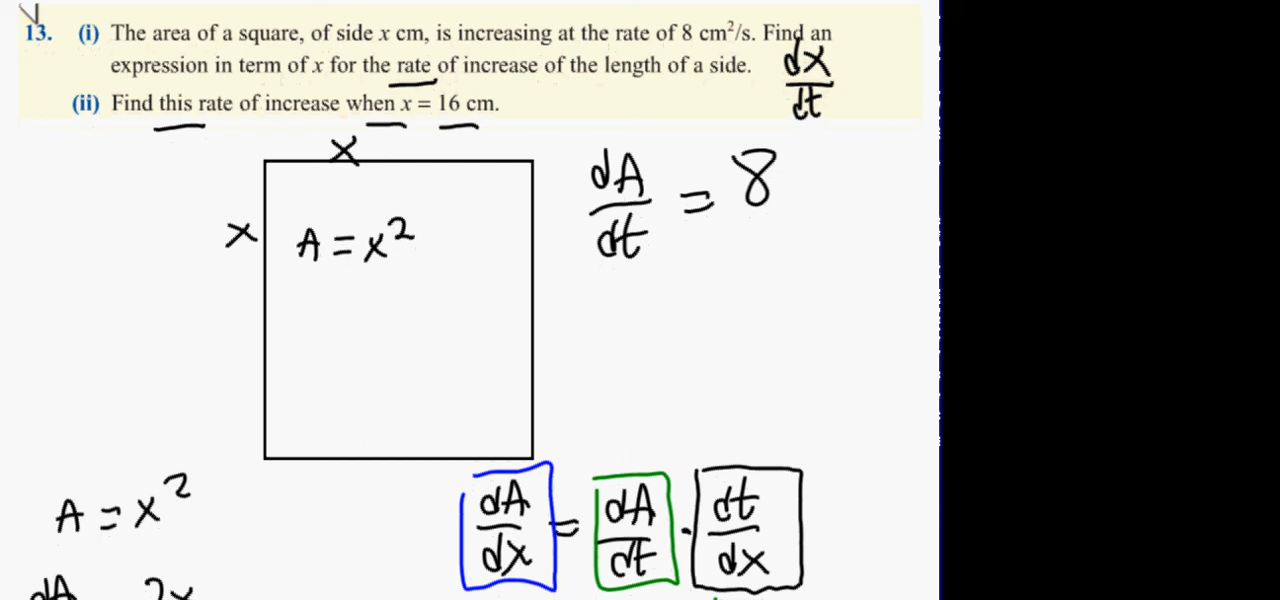 13. (i) The area of a square, of side x cm, is increasing at the rate of 8 cm²/s. Find an
expression in term of x for the rate of increase of the length of a side.
dx/dt
(ii) Find this rate of increase when x = 16 cm.
x
dA/dt = 8
x
A = x²
A = x²
dA/dx = dA/dt · dt/dx
dA 2x